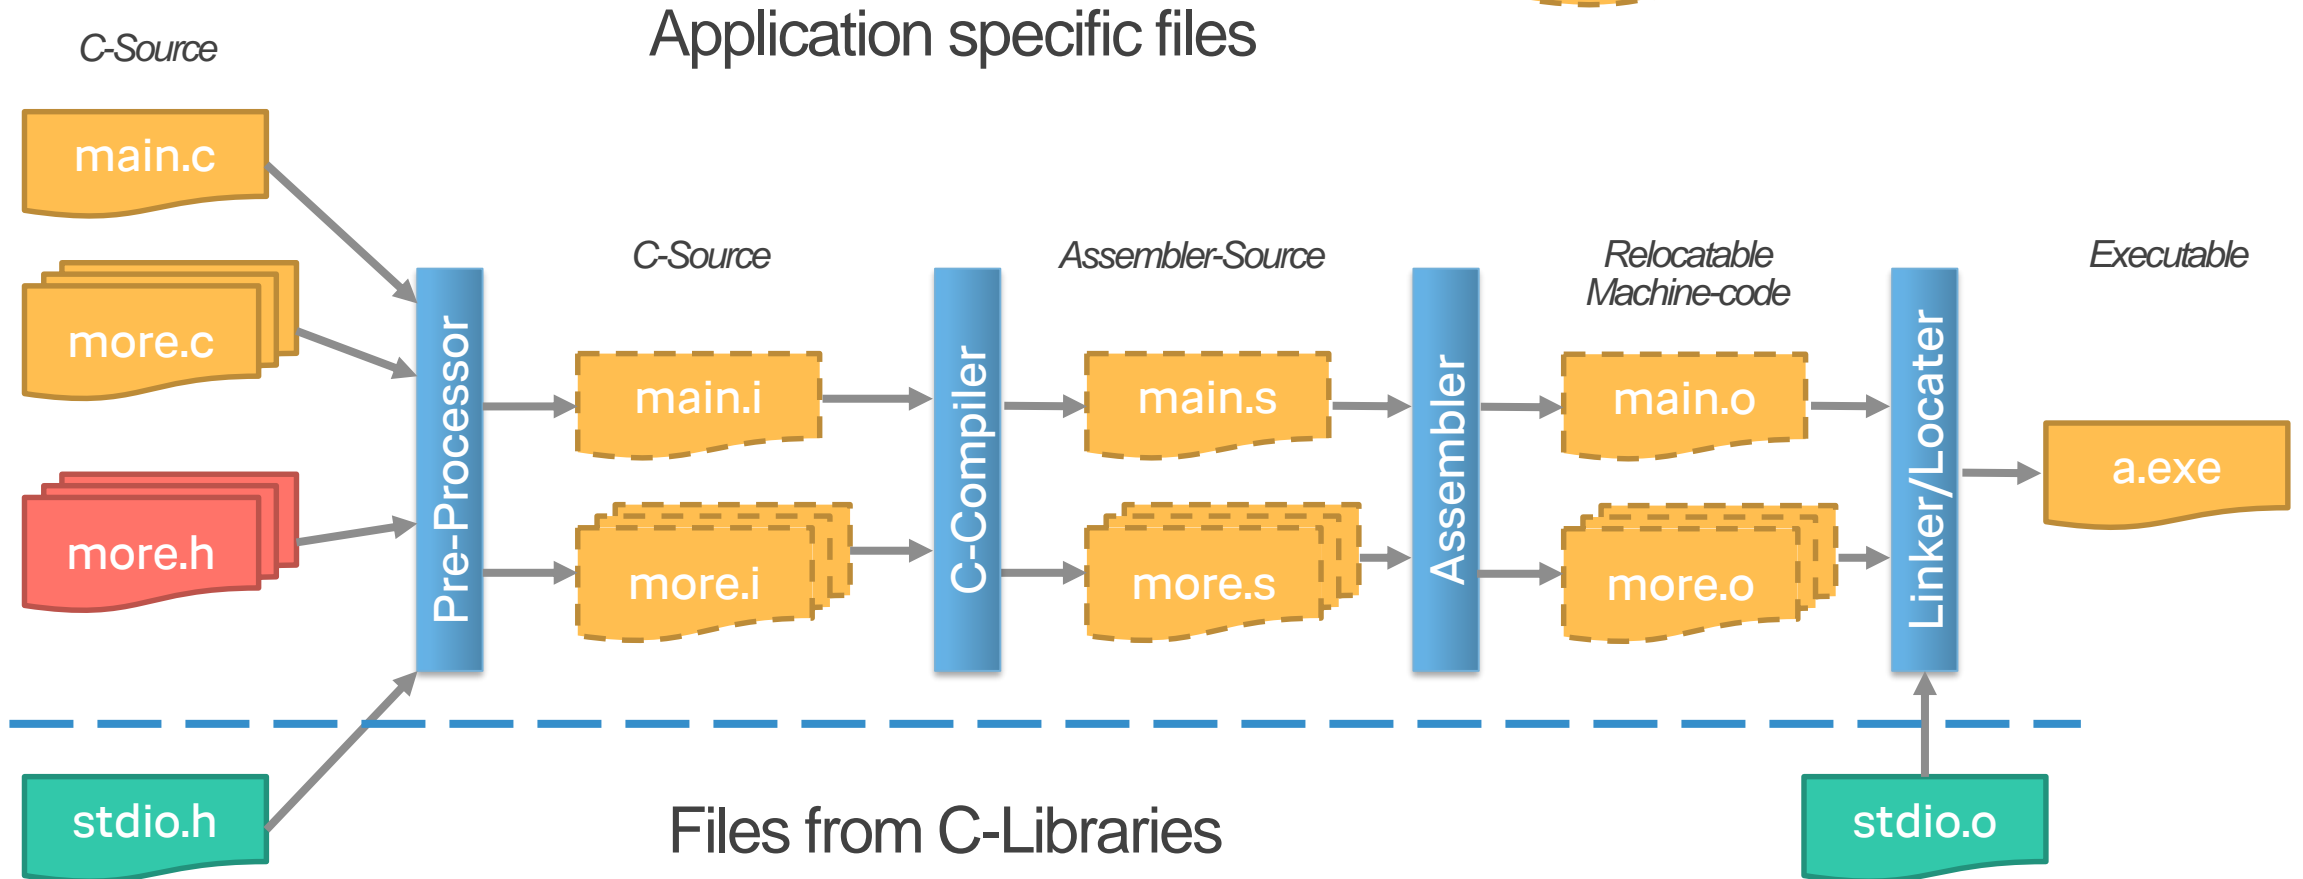 Application specific files
C-Source
main.c
more.c
more.h
Pre-Processor
C-Source
main.i
more.i
C-Compiler
Assembler-Source
main.s
more.s
Assembler
Relocatable
Machine-code
main.o
more.o
Linker/Locater
Executable
a.exe
stdio.h
Files from C-Libraries
stdio.o